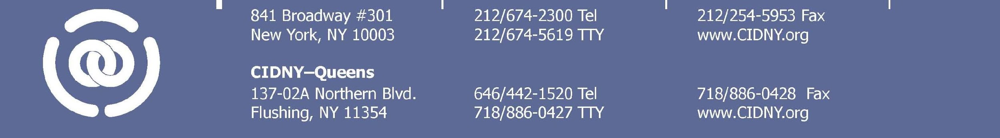 841 Broadway #301 212/674-2300 Tel 212/254-5953 Fax
New York, NY 10003 212/674-5619 TTY www.CIDNY.org
CIDNY—Queens
137-02A Northern Blvd. 646/442-1520 Tel 718/886-0428 Fax
Flushing, NY 11354 718/886-0427 TTY www.CIDNY.org